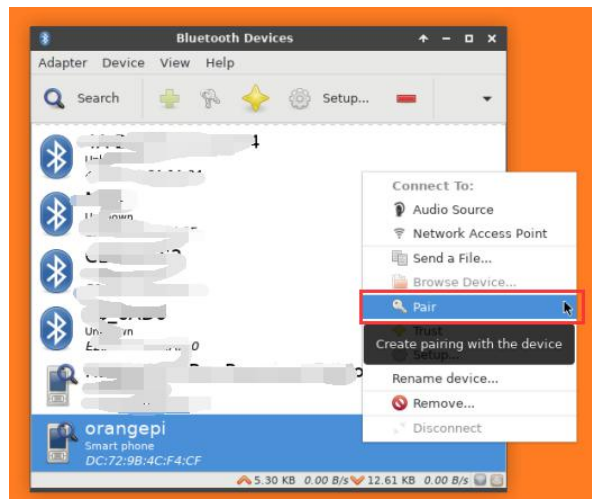 Bluetooth Devices
Adapter Device View Help
Search Setup...
Connect To:
Audio Source
Network Access Point
Send a File...
Browse Device...
Pair
Trust
Create pairing with the device
Setup...
Rename device...
Remove...
Disconnect
orangepi
Smart phone
DC:72:9B:4C:F4:CF
5.30 KB 0.00 B/s 12.61 KB 0.00 B/s